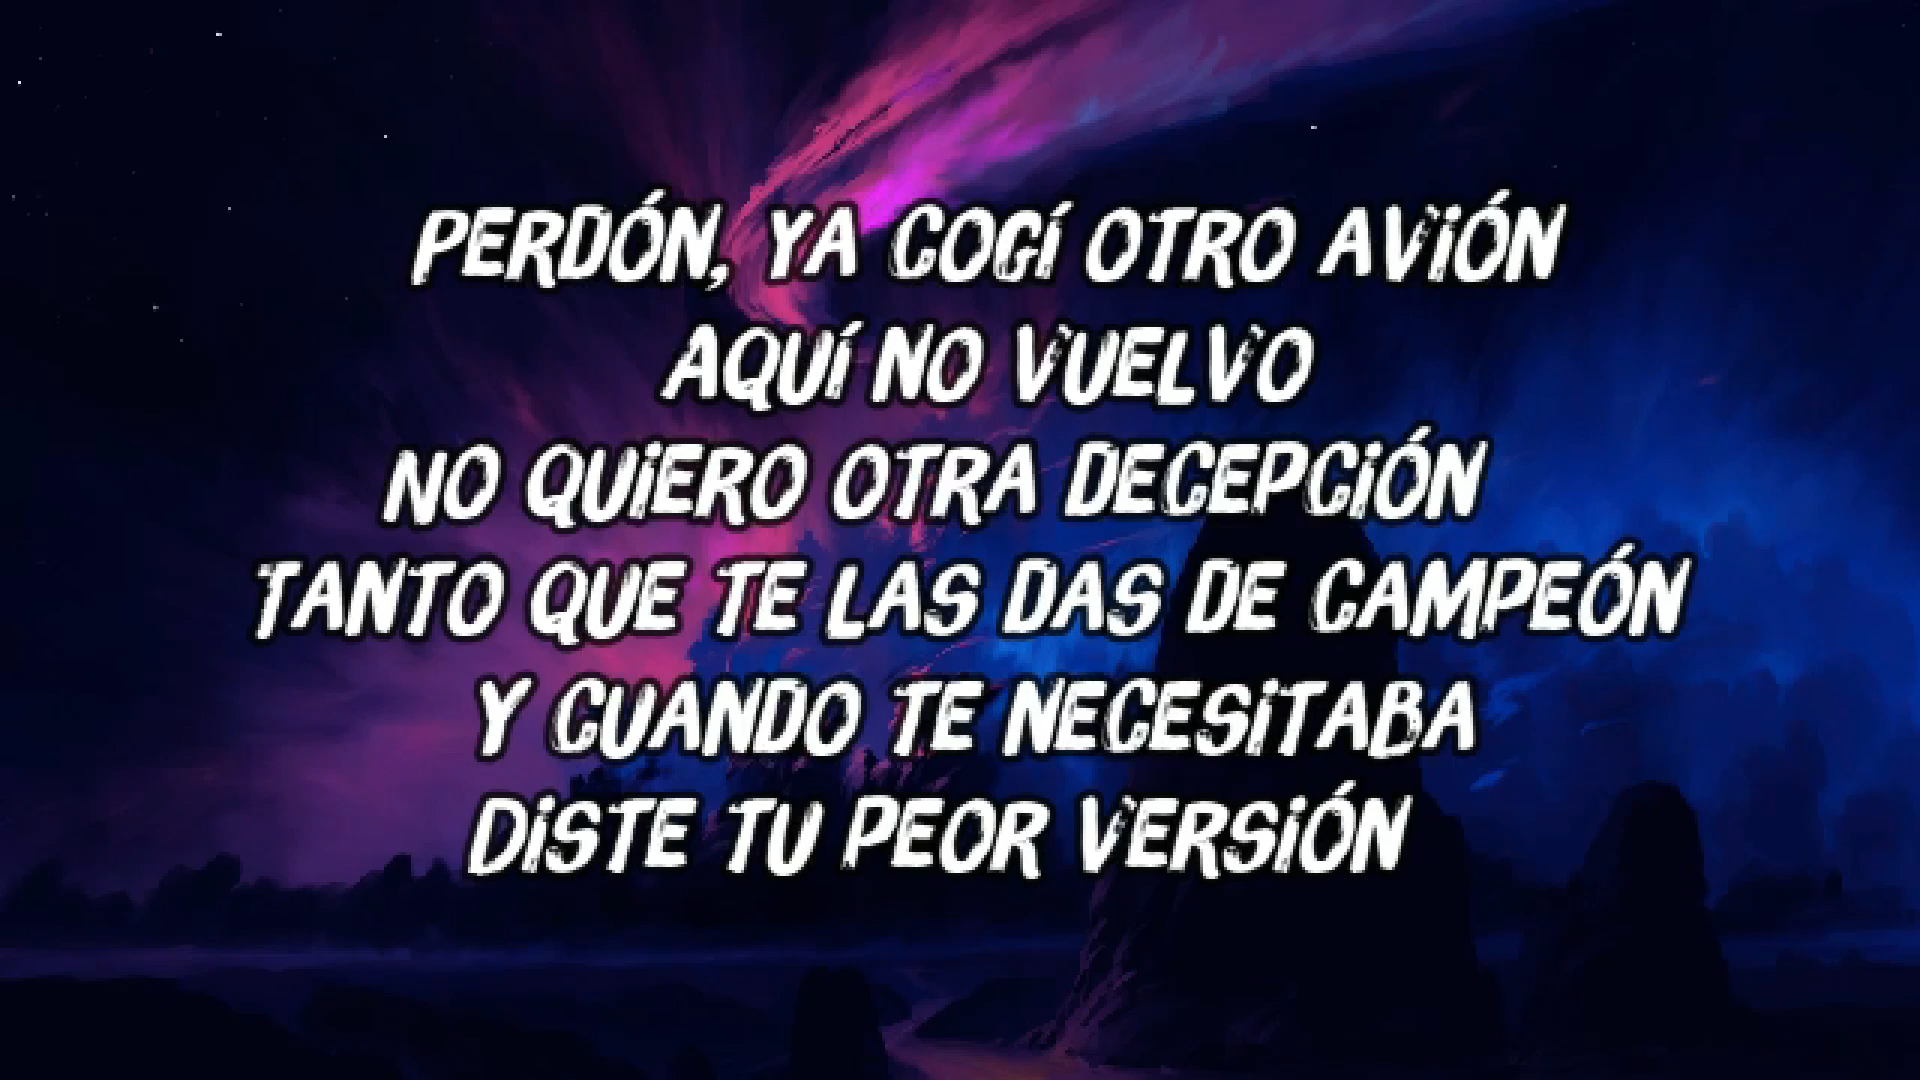 PERDÓN, YA COGÍ OTRO AVIÓN
AQUÍ NO VUELVO
NO QUIERO OTRA DECEPCIÓN
TANTO QUE TE LAS DAS DE CAMPEÓN
Y CUANDO TE NECESITABA
DISTE TU PEOR VERSIÓN